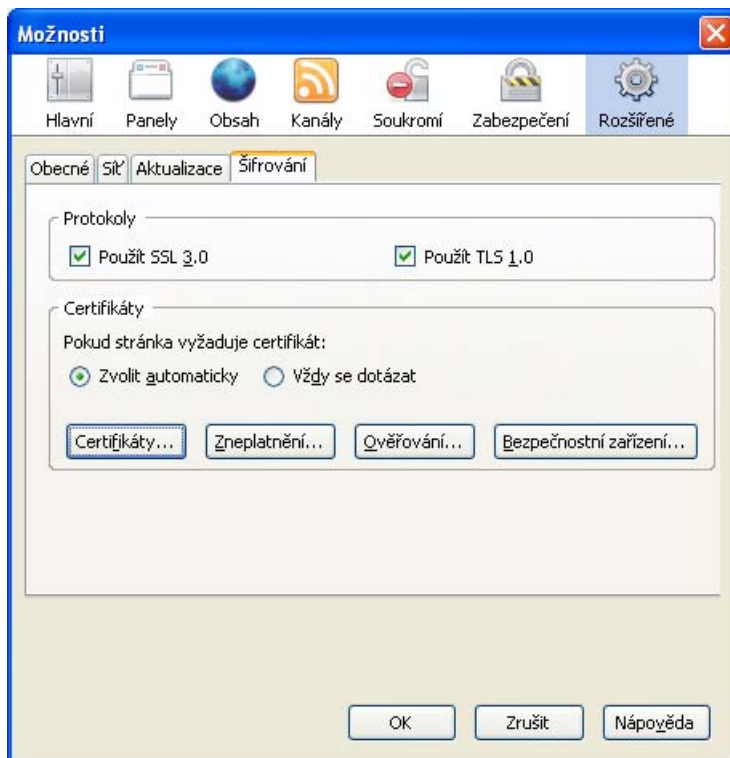 Možnosti
Hlavní Panely Obsah Kanály Soukromí Zabezpečení Rozšířené
Obecné Síť Aktualizace Šifrování
Protokoly
Použít SSL 3.0 Použít TLS 1.0
Certifikáty
Pokud stránka vyžaduje certifikát:
Zvolit automaticky Vždy se dotázat
Certifikáty... Zneplatnění... Ověřování... Bezpečnostní zařízení...
OK Zrušit Nápověda